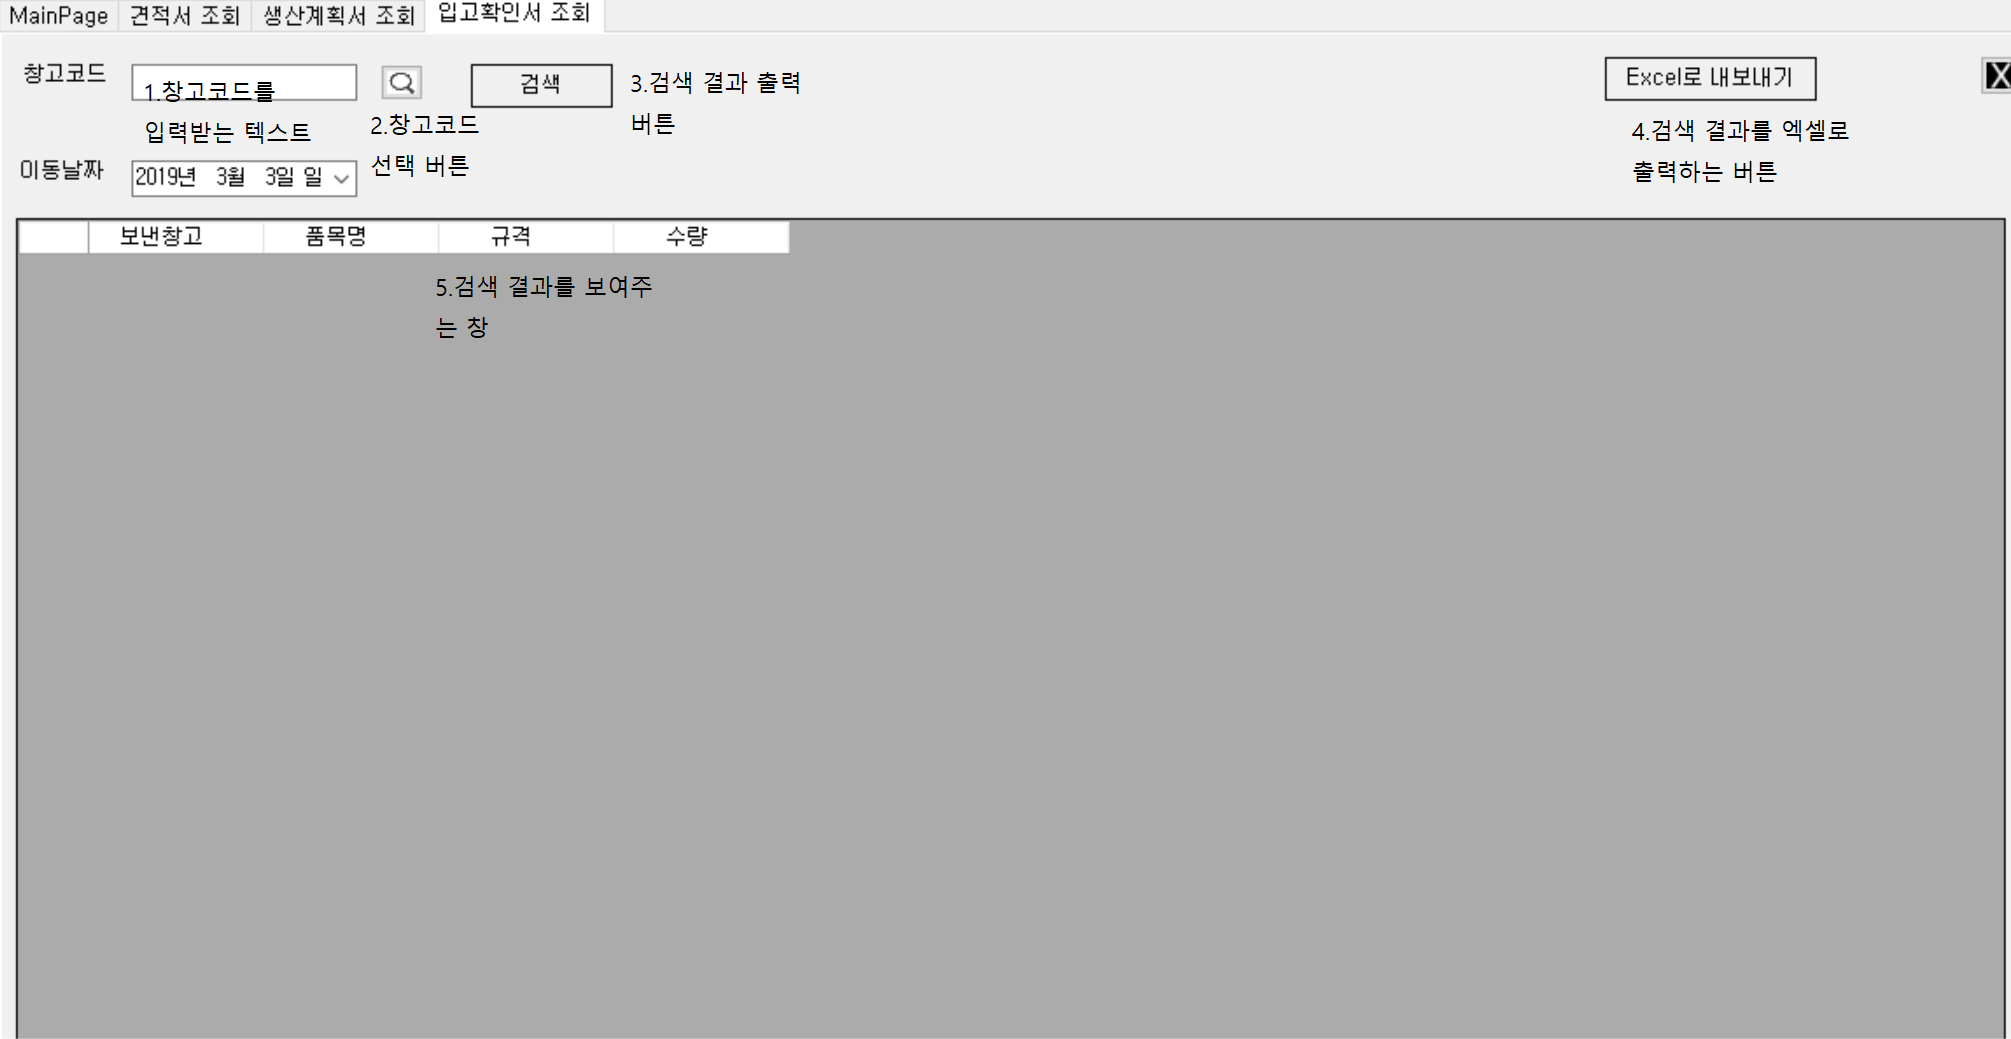 MainPage 견적서 조회 생산계획서 조회 입고확인서 조회
창고코드 검색 Excel로 내보내기 X
1.창고코드를
입력받는 텍스트
2.창고코드
선택 버튼
3.검색 결과 출력
버튼
4.검색 결과를 엑셀로
출력하는 버튼
이동날짜 2019년 3월 3일 일
보낸창고 품목명 규격 수량
5.검색 결과를 보여주
는 창